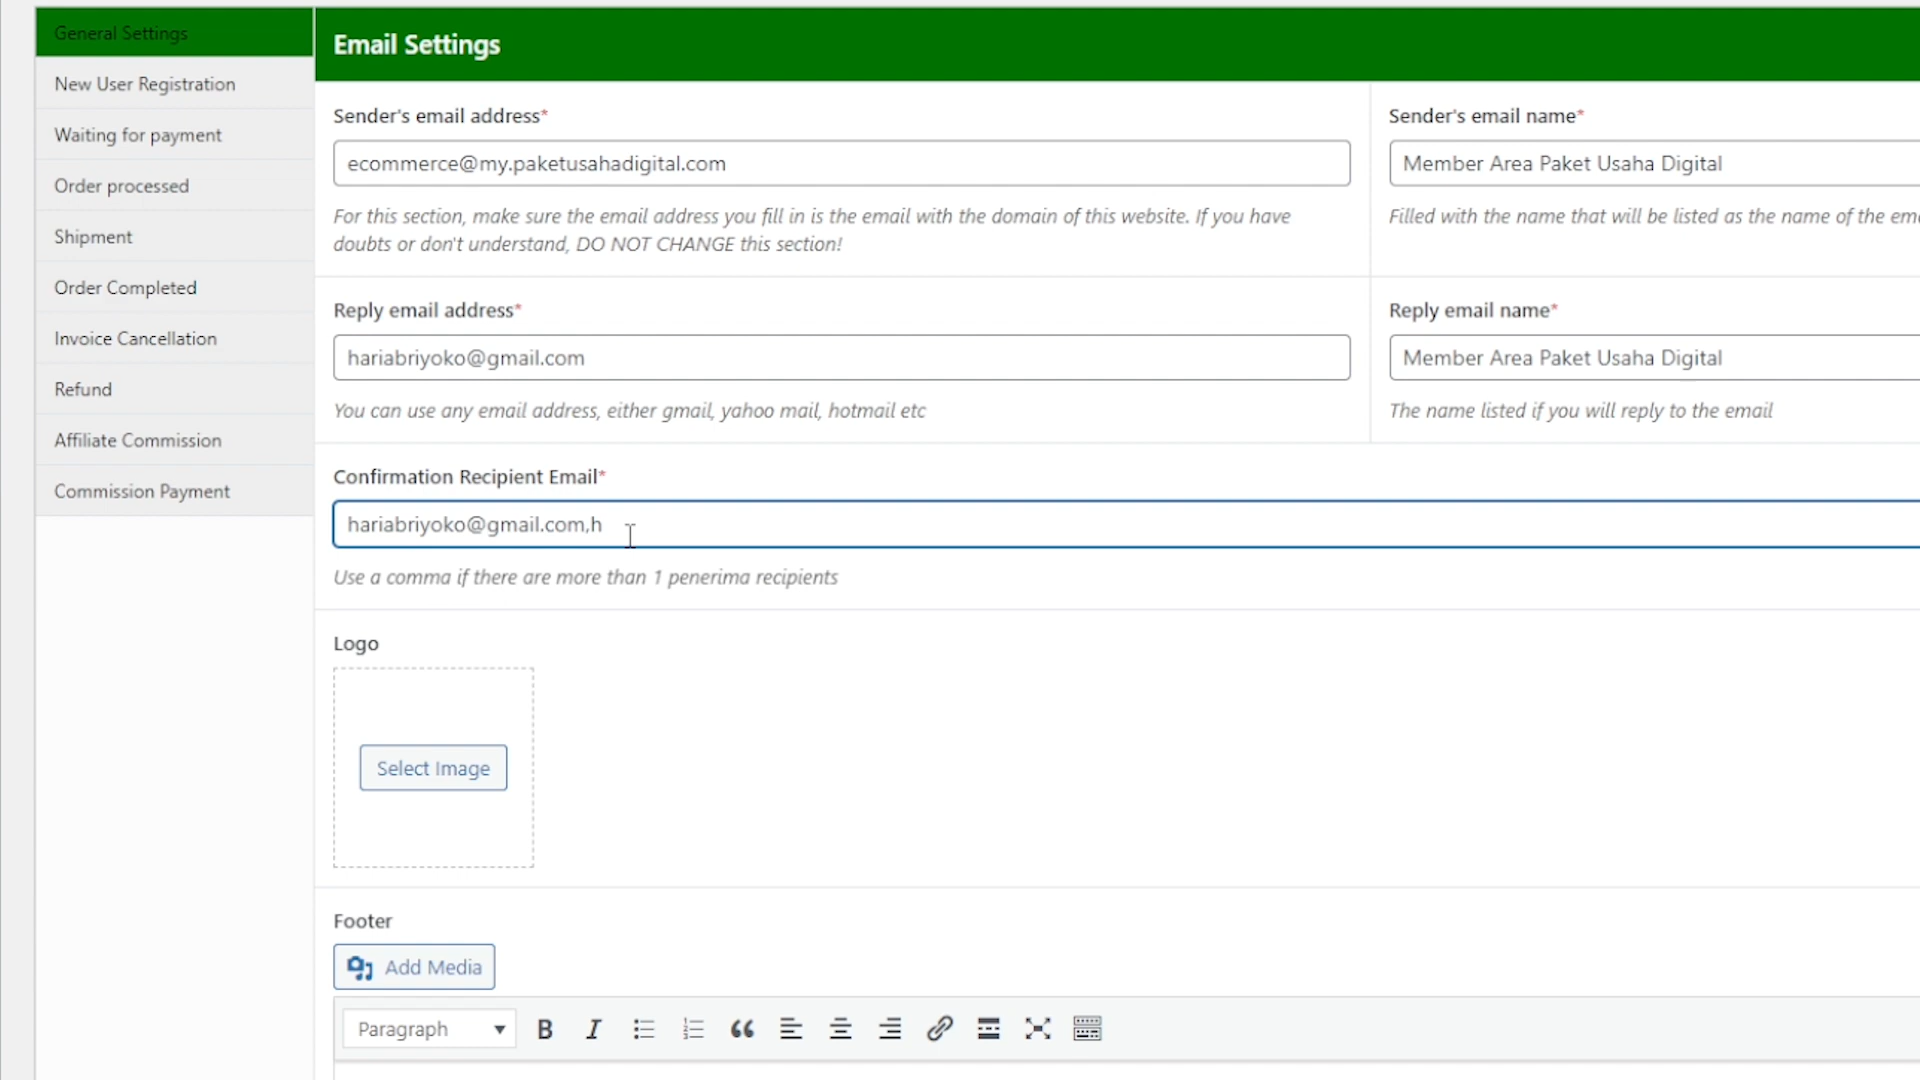 General Settings
New User Registration
Waiting for payment
Order processed
Shipment
Order Completed
Invoice Cancellation
Refund
Affiliate Commission
Commission Payment
Email Settings
Sender's email address*
ecommerce@my.paketusahadigital.com
For this section, make sure the email address you fill in is the email with the domain of this website. If you have
doubts or don't understand, DO NOT CHANGE this section!
Sender's email name*
Member Area Paket Usaha Digital
Filled with the name that will be listed as the name of the
Reply email address*
hariabriyoko@gmail.com
You can use any email address, either gmail, yahoo mail, hotmail etc
Reply email name*
Member Area Paket Usaha Digital
The name listed if you will reply to the email
Confirmation Recipient Email*
hariabriyoko@gmail.com,h
Use a comma if there are more than 1 penerima recipients
Logo
Select Image
Footer
Add Media
Paragraph